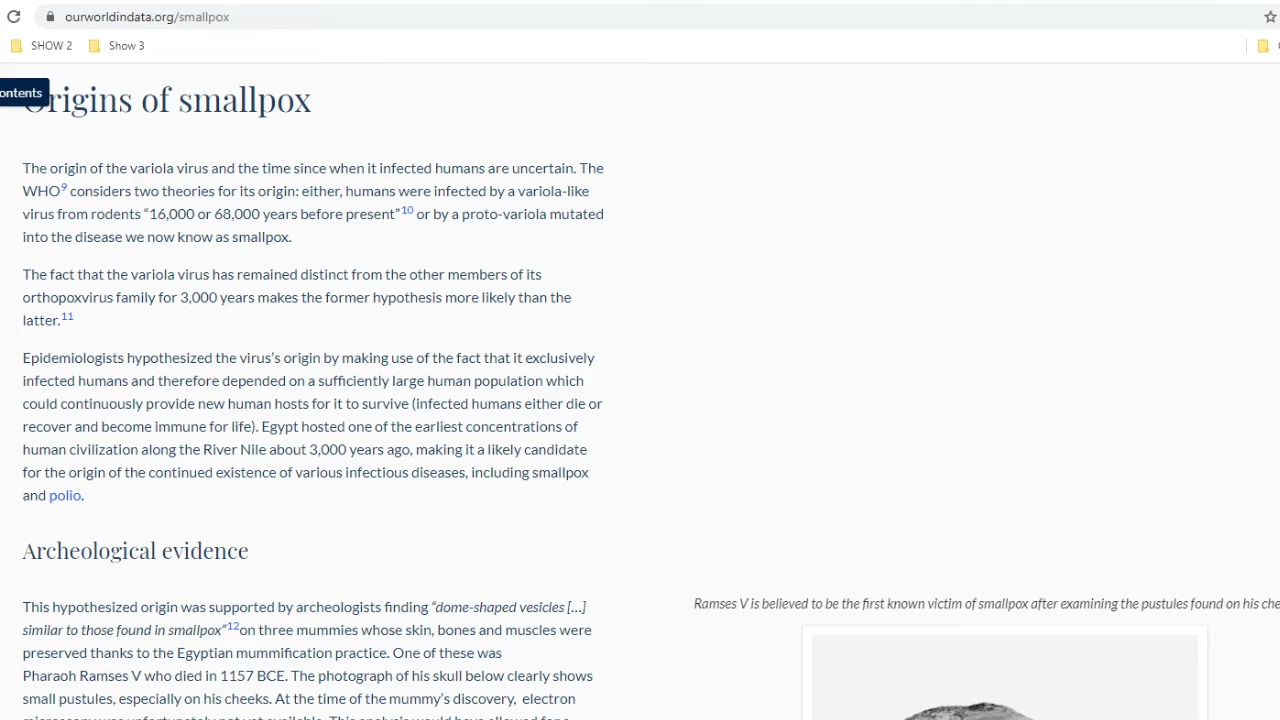 ourworldindata.org/smallpox
SHOW 2 Show 3
ontents
Origins of smallpox
The origin of the variola virus and the time since when it infected humans are uncertain. The
WHO9 considers two theories for its origin: either, humans were infected by a variola-like
virus from rodents “16,000 or 68,000 years before present”10 or by a proto-variola mutated
into the disease we now know as smallpox.
The fact that the variola virus has remained distinct from the other members of its
orthopoxvirus family for 3,000 years makes the former hypothesis more likely than the
latter.11
Epidemiologists hypothesized the virus’s origin by making use of the fact that it exclusively
infected humans and therefore depended on a sufficiently large human population which
could continuously provide new human hosts for it to survive (infected humans either die or
recover and become immune for life). Egypt hosted one of the earliest concentrations of
human civilization along the River Nile about 3,000 years ago, making it a likely candidate
for the origin of the continued existence of various infectious diseases, including smallpox
and polio.
Archeological evidence
This hypothesized origin was supported by archeologists finding “dome-shaped vesicles […]
similar to those found in smallpox”12on three mummies whose skin, bones and muscles were
preserved thanks to the Egyptian mummification practice. One of these was
Pharaoh Ramses V who died in 1157 BCE. The photograph of his skull below clearly shows
small pustules, especially on his cheeks. At the time of the mummy’s discovery, electron
microscopy was unfortunately not yet available. This analysis would have allowed for a
Ramses V is believed to be the first known victim of smallpox after examining the pustules found on his che